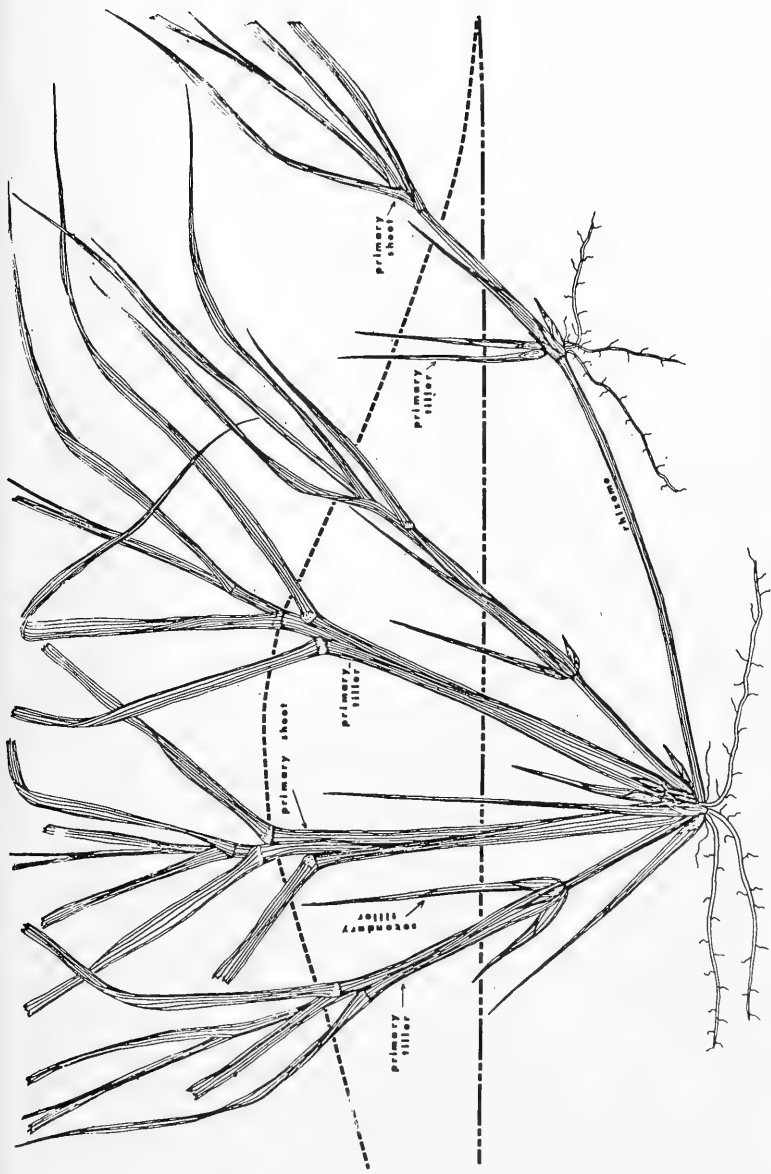 primary
shoot
primary
tiller
rhizome
primary
tiller
primary shoot
secondary
tiller
primary
tiller